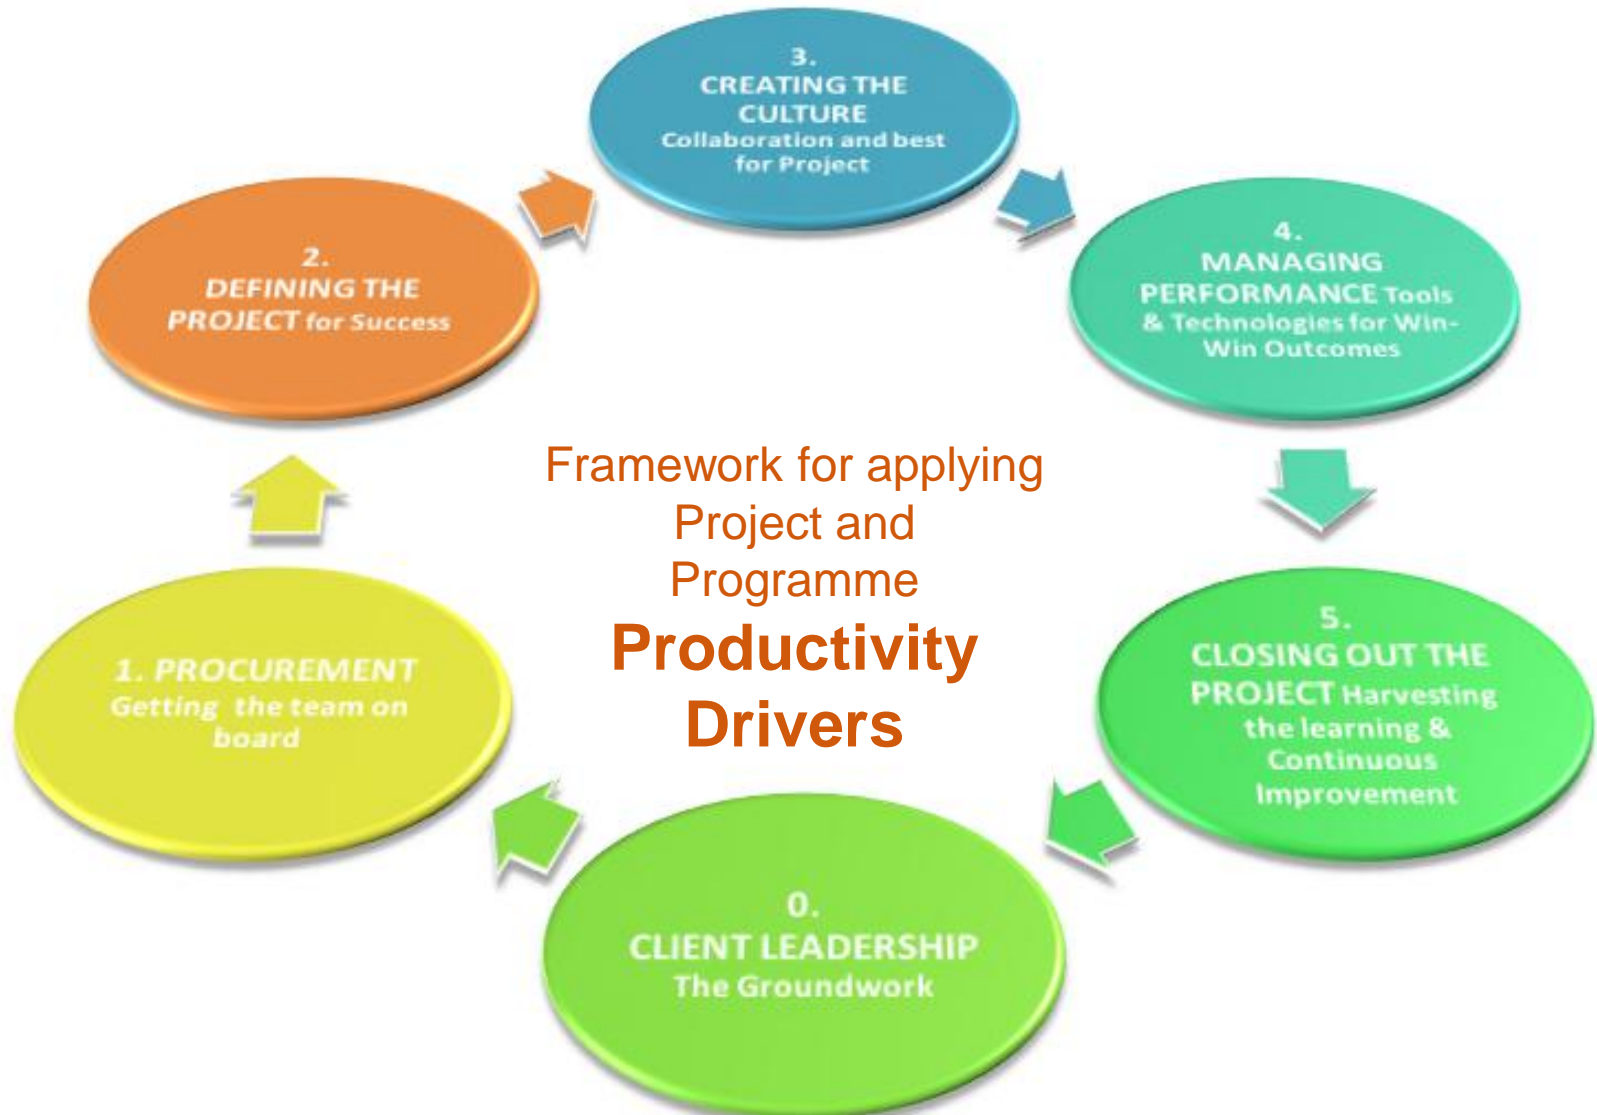 3.
CREATING THE
CULTURE
Collaboration and best
for Project
2.
DEFINING THE
PROJECT for Success
4.
MANAGING
PERFORMANCE Tools
& Technologies for Win-
Win Outcomes
Framework for applying
Project and
Programme
Productivity
Drivers
1. PROCUREMENT
Getting the team on
board
5.
CLOSING OUT THE
PROJECT Harvesting
the learning &
Continuous
Improvement
0.
CLIENT LEADERSHIP
The Groundwork